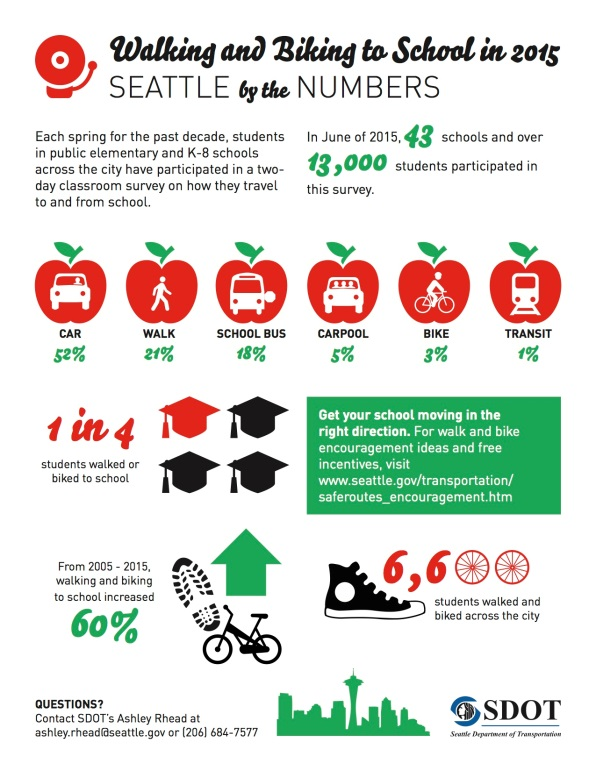 Walking and Biking to School in 2015
SEATTLE by the NUMBERS
Each spring for the past decade, students
in public elementary and K-8 schools
across the city have participated in a two-
day classroom survey on how they travel
to and from school.
In June of 2015, 43 schools and over
13,000 students participated in
this survey.
CAR
52%
WALK
21%
SCHOOL BUS
18%
CARPOOL
5%
BIKE
3%
TRANSIT
1%
1 in 4
students walked or
biked to school
Get your school moving in the
right direction. For walk and bike
encouragement ideas and free
incentives, visit
www.seattle.gov/transportation/
saferoutes_encouragement.htm
From 2005 - 2015,
walking and biking
to school increased
60%
6,600
students walked and
biked across the city
QUESTIONS?
Contact SDOT's Ashley Rhead at
ashley.rhead@seattle.gov or (206) 684-7577
SDOT
Seattle Department of Transportation